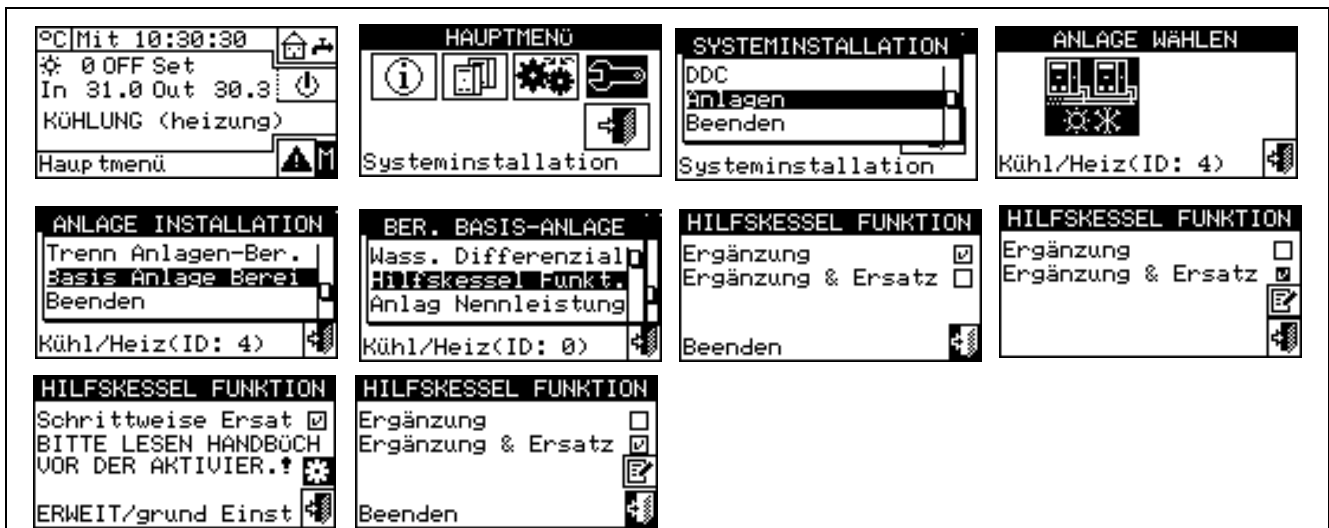 ºC Mit 10:30:30
0 OFF Set
In 31.0 Out 30.3
KüHLUNG (heizung)
Haup tmenü
M
HAUPTMENü
i
Systeminstallation
SYSTEMINSTALLATION
DDC
Anlagen
Beenden
Systeminstallation
ANLAGE WäHLEN
Kühl/Heiz(ID: 4)
ANLAGE INSTALLATION
Trenn Anlagen-Ber.
Basis Anlage Berei
Beenden
Kühl/Heiz(ID: 4)
BER. BASIS-ANLAGE
Wass. Differenzial
Hilfskessel Funkt.
Anlag Nennleistung
Kühl/Heiz(ID: 0)
HILFSKESSEL FUNKTION
Ergänzung
Ergänzung & Ersatz
Beenden
HILFSKESSEL FUNKTION
Ergänzung
Ergänzung & Ersatz
HILFSKESSEL FUNKTION
Schrittweise Ersat
BITTE LESEN HANDBüCH
VOR DER AKTIVIER.!
ERWEIT/grund Einst
HILFSKESSEL FUNKTION
Ergänzung
Ergänzung & Ersatz
Beenden